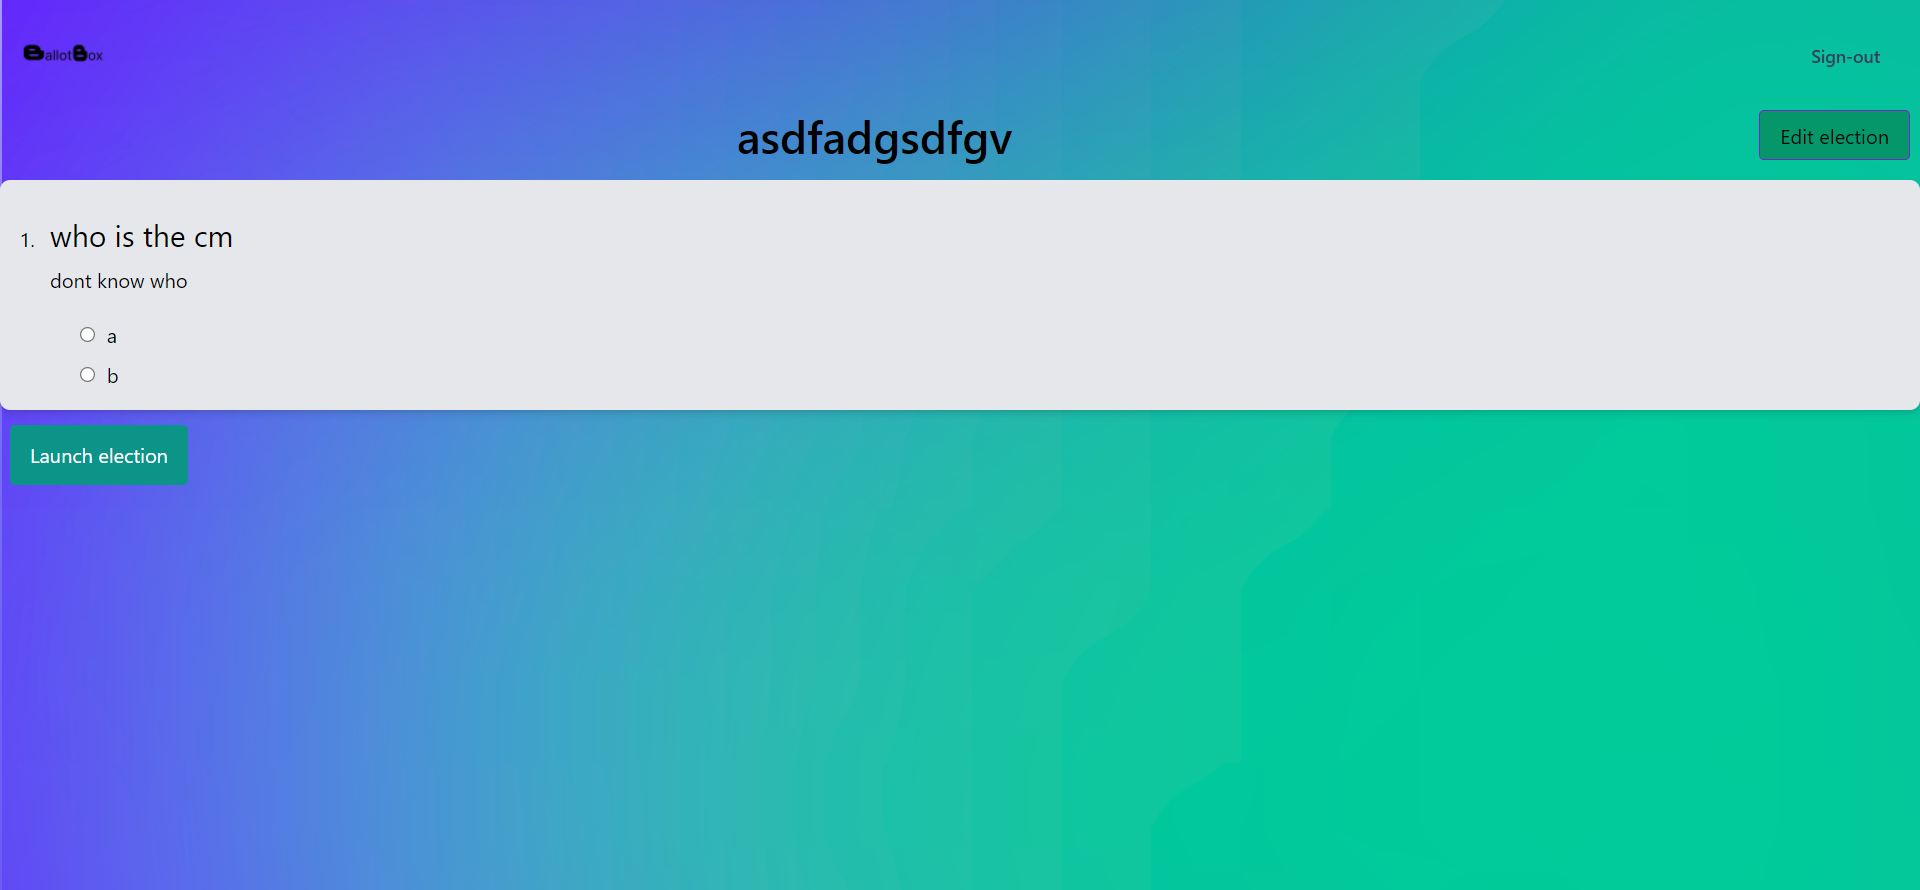 BallotBox
Sign-out
asdfadgsdfgv
Edit election
1. who is the cm
dont know who
a
b
Launch election